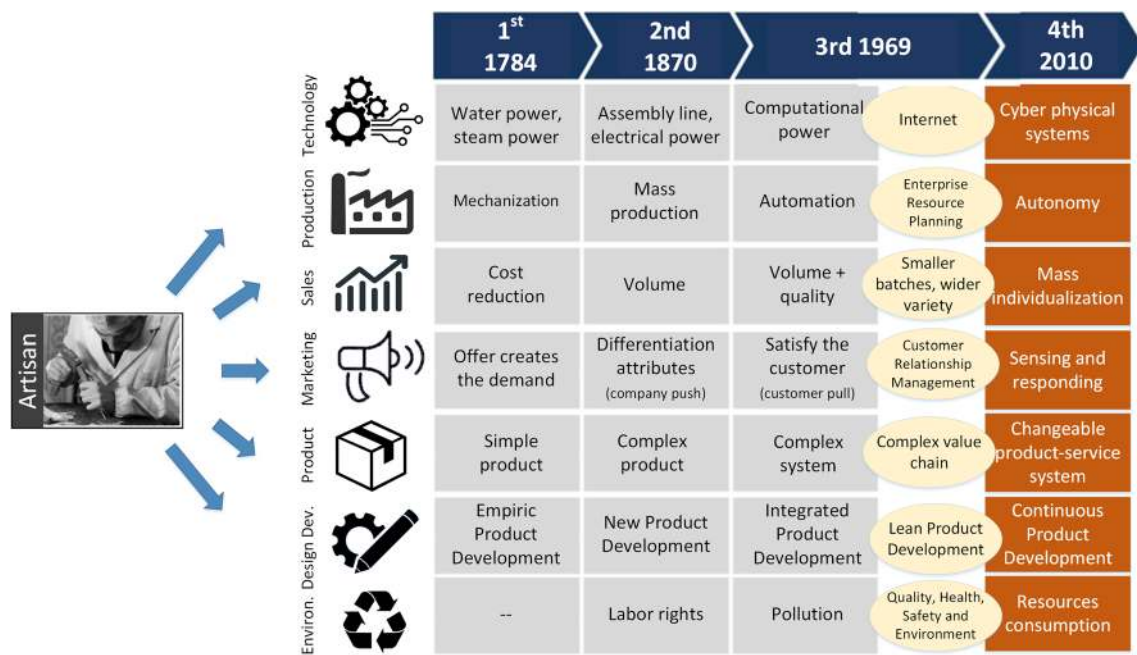 1st
1784
2nd
1870
3rd 1969
4th
2010
Artisan
Technology
Water power,
steam power
Assembly line,
electrical power
Computational
power
Internet
Cyber physical
systems
Production
Mechanization
Mass
production
Automation
Enterprise
Resource
Planning
Autonomy
Sales
Cost
reduction
Volume
Volume +
quality
Smaller
batches, wider
variety
Mass
individualization
Marketing
Offer creates
the demand
Differentiation
attributes
(company push)
Satisfy the
customer
(customer pull)
Customer
Relationship
Management
Sensing and
responding
Product
Simple
product
Complex
product
Complex
system
Complex value
chain
Changeable
product-service
system
Design Dev.
Empiric
Product
Development
New Product
Development
Integrated
Product
Development
Lean Product
Development
Continuous
Product
Development
Environ.
--
Labor rights
Pollution
Quality, Health,
Safety and
Environment
Resources
consumption